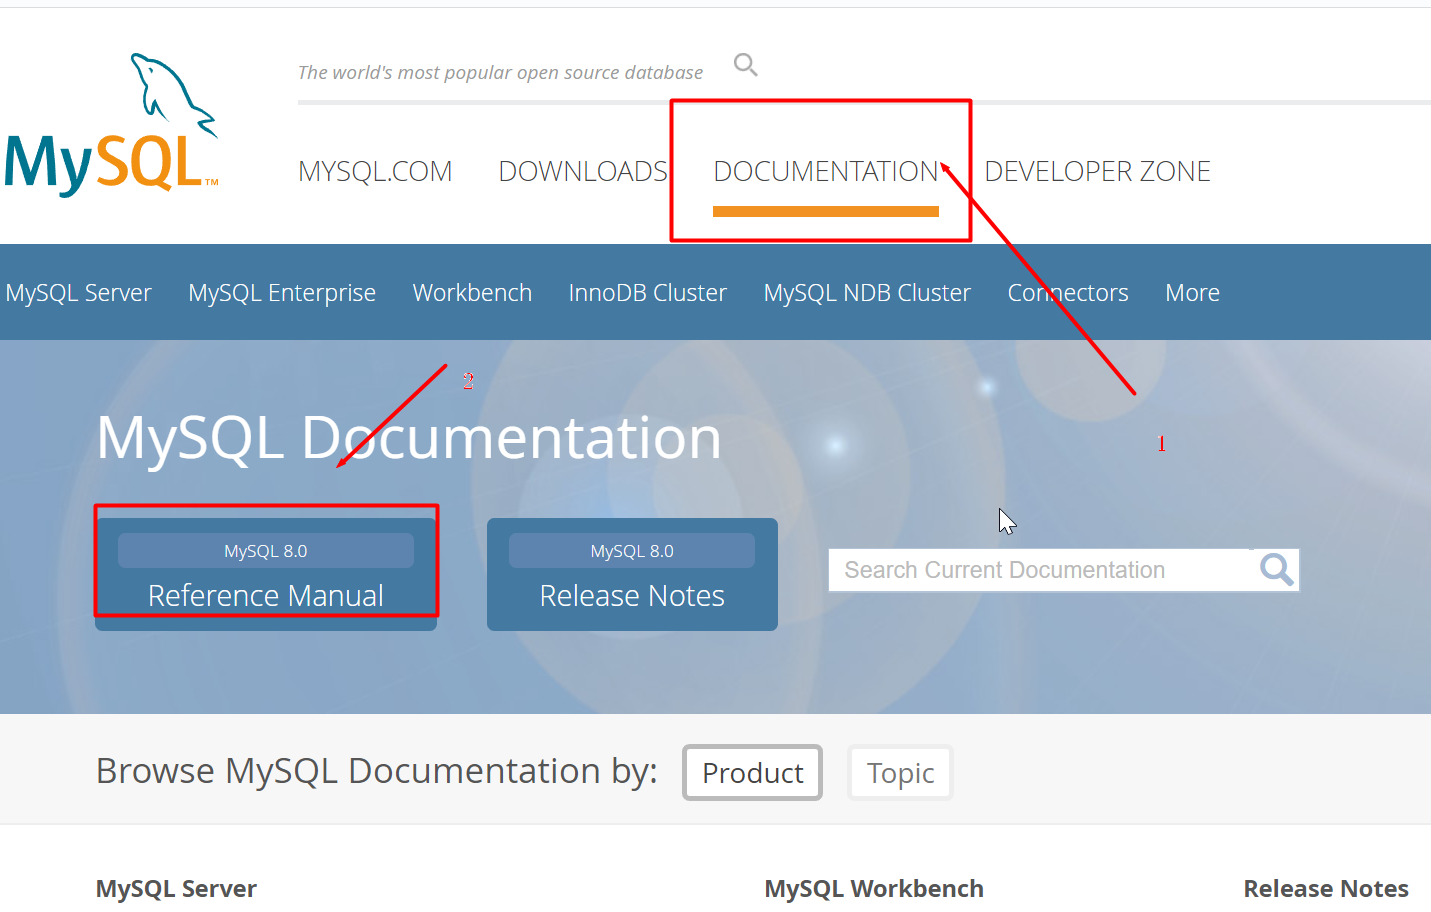 The world's most popular open source database
MySQL™
MYSQL.COM DOWNLOADS DOCUMENTATION DEVELOPER ZONE
MySQL Server MySQL Enterprise Workbench InnoDB Cluster MySQL NDB Cluster Connectors More
2
MySQL Documentation
1
MySQL 8.0
Reference Manual
MySQL 8.0
Release Notes
Search Current Documentation
Browse MySQL Documentation by: Product Topic
MySQL Server MySQL Workbench Release Notes